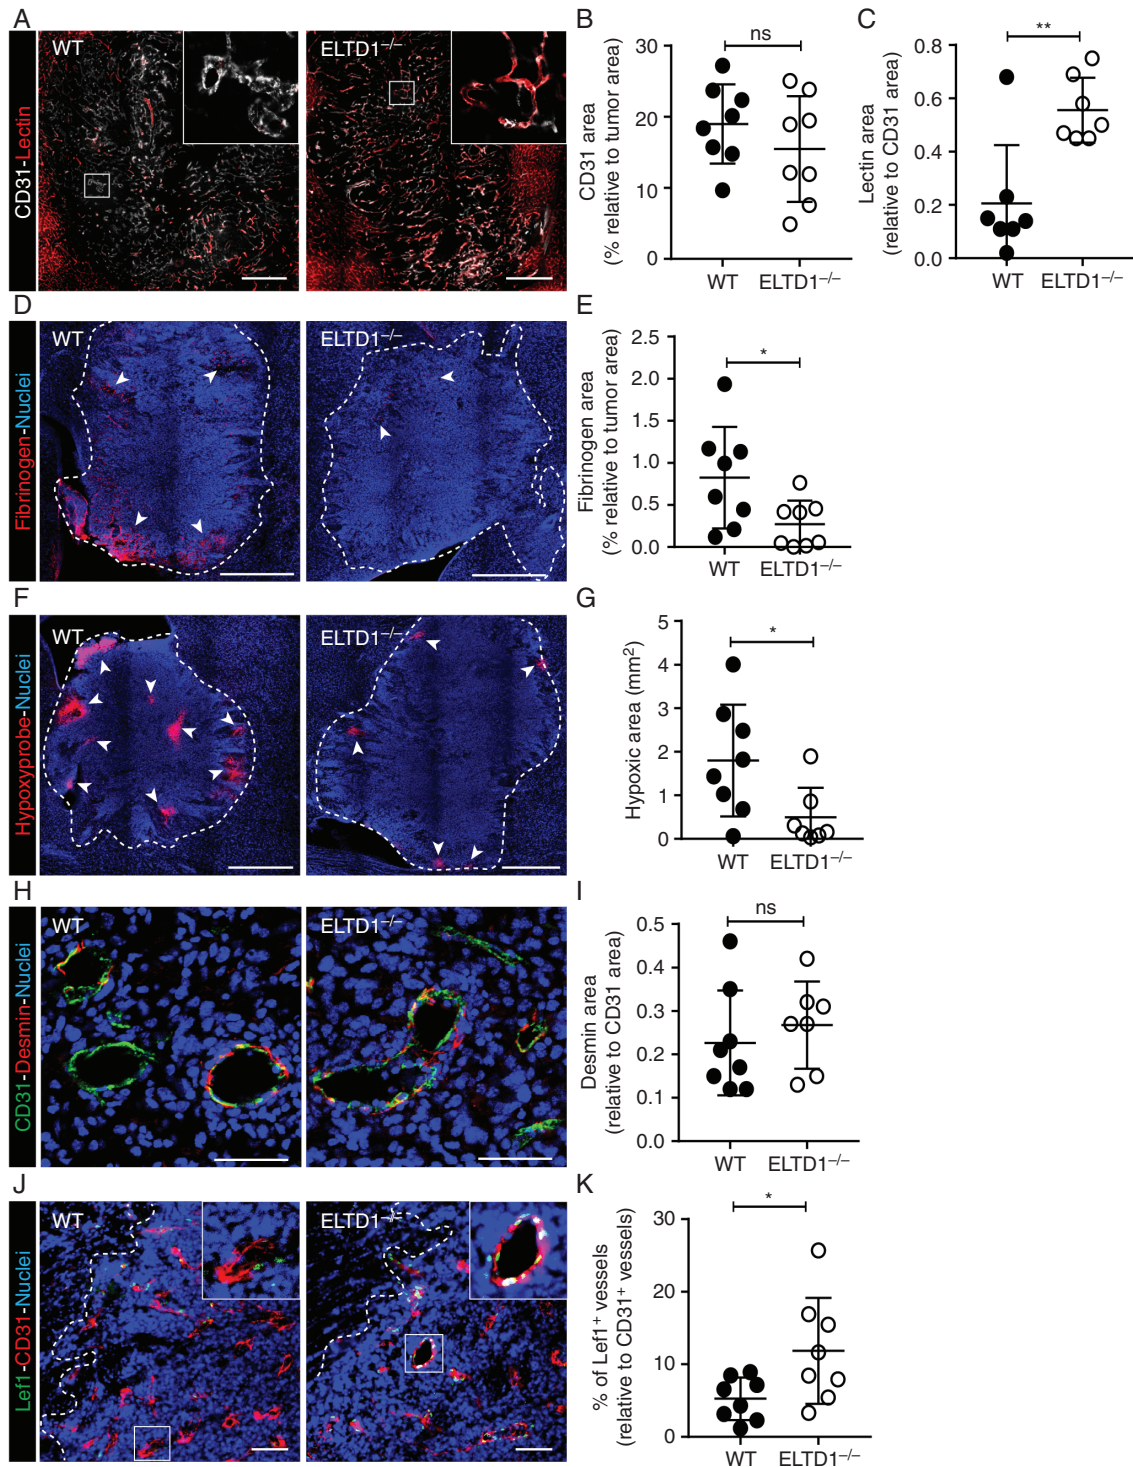 A
CD31-Lectin
WT
ELTD1–/–
B
CD31 area
(% relative to tumor area)
30
20
10
0
ns
WT
ELTD1–/–
C
Lectin area
(relative to CD31 area)
0.8
0.6
0.4
0.2
0.0
**
WT
ELTD1–/–
D
Fibrinogen-Nuclei
WT
ELTD1–/–
E
Fibrinogen area
(% relative to tumor area)
2.5
2.0
1.5
1.0
0.5
0.0
*
WT
ELTD1–/–
F
Hypoxyprobe-Nuclei
WT
ELTD1–/–
G
Hypoxic area (mm²)
5
4
3
2
1
0
*
WT
ELTD1–/–
H
CD31-Desmin-Nuclei
WT
ELTD1–/–
I
Desmin area
(relative to CD31 area)
0.5
0.4
0.3
0.2
0.1
0.0
ns
WT
ELTD1–/–
J
Lef1-CD31-Nuclei
WT
ELTD1–/–
K
% of Lef1⁺ vessels
(relative to CD31⁺ vessels)
30
20
10
0
*
WT
ELTD1–/–